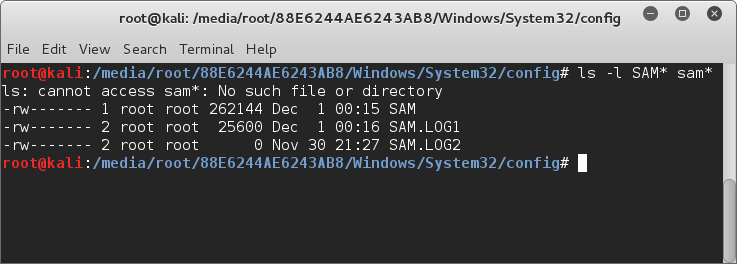 root@kali: /media/root/88E6244AE6243AB8/Windows/System32/config
File Edit View Search Terminal Help
root@kali:/media/root/88E6244AE6243AB8/Windows/System32/config# ls -l SAM* sam*
ls: cannot access sam*: No such file or directory
-rw------- 1 root root 262144 Dec  1 00:15 SAM
-rw------- 2 root root  25600 Dec  1 00:16 SAM.LOG1
-rw------- 2 root root      0 Nov 30 21:27 SAM.LOG2
root@kali:/media/root/88E6244AE6243AB8/Windows/System32/config#